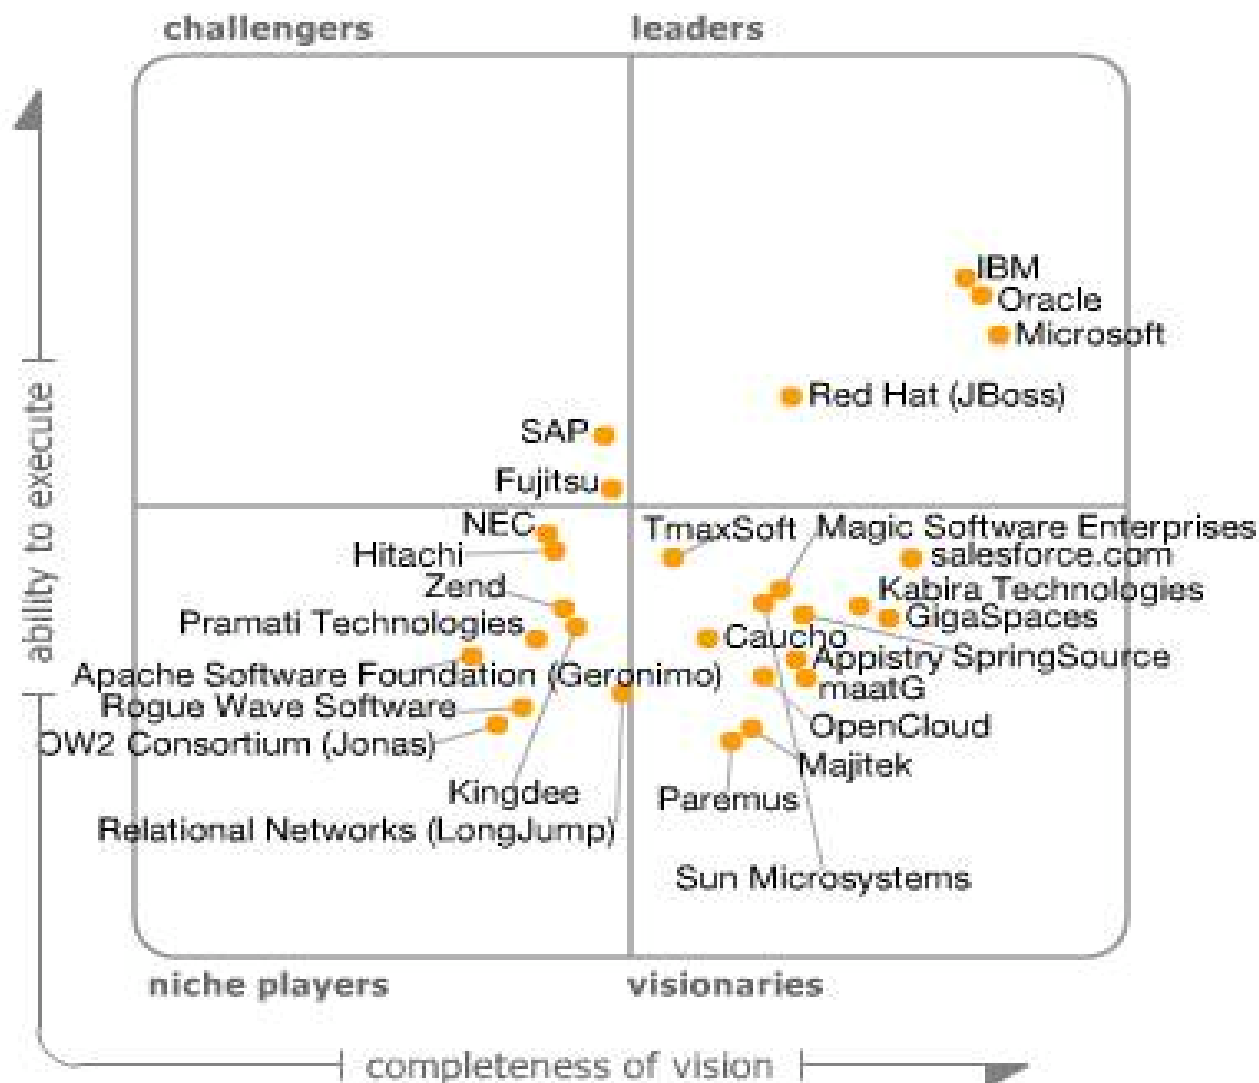 challengers
leaders
IBM
Oracle
Microsoft
Red Hat (JBoss)
SAP
Fujitsu
ability to execute
NEC
TmaxSoft
Magic Software Enterprises
Hitachi
salesforce.com
Zend
Kabira Technologies
Pramati Technologies
GigaSpaces
Caucho
Appistry
SpringSource
Apache Software Foundation (Geronimo)
maatG
Rogue Wave Software
OpenCloud
OW2 Consortium (Jonas)
Majitek
Kingdee
Paremus
Relational Networks (LongJump)
Sun Microsystems
niche players
visionaries
completeness of vision